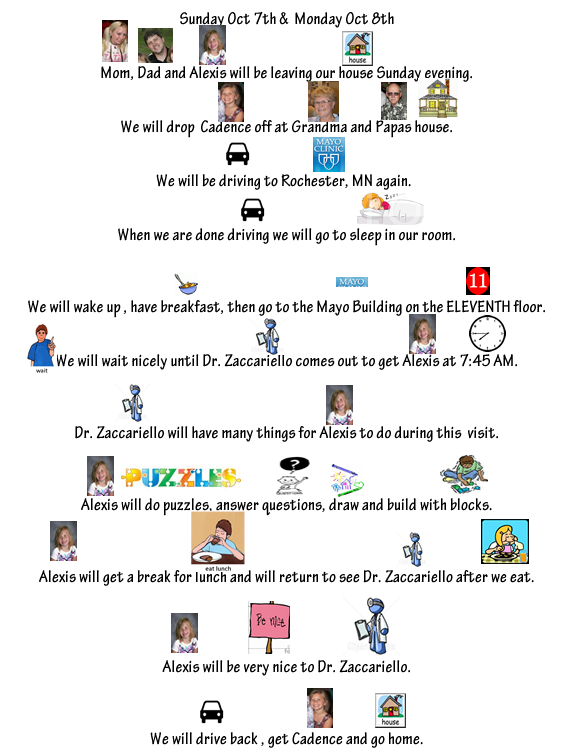 Sunday Oct 7th & Monday Oct 8th
house
Mom, Dad and Alexis will be leaving our house Sunday evening.
We will drop Cadence off at Grandma and Papas house.
MAYO
CLINIC
We will be driving to Rochester, MN again.
Z z z z
When we are done driving we will go to sleep in our room.
MAYO
11
We will wake up , have breakfast, then go to the Mayo Building on the ELEVENTH floor.
wait
We will wait nicely until Dr. Zaccariello comes out to get Alexis at 7:45 AM.
Dr. Zaccariello will have many things for Alexis to do during this visit.
PUZZLES
?
Alexis will do puzzles, answer questions, draw and build with blocks.
eat lunch
Alexis will get a break for lunch and will return to see Dr. Zaccariello after we eat.
Be nice
Alexis will be very nice to Dr. Zaccariello.
house
We will drive back , get Cadence and go home.